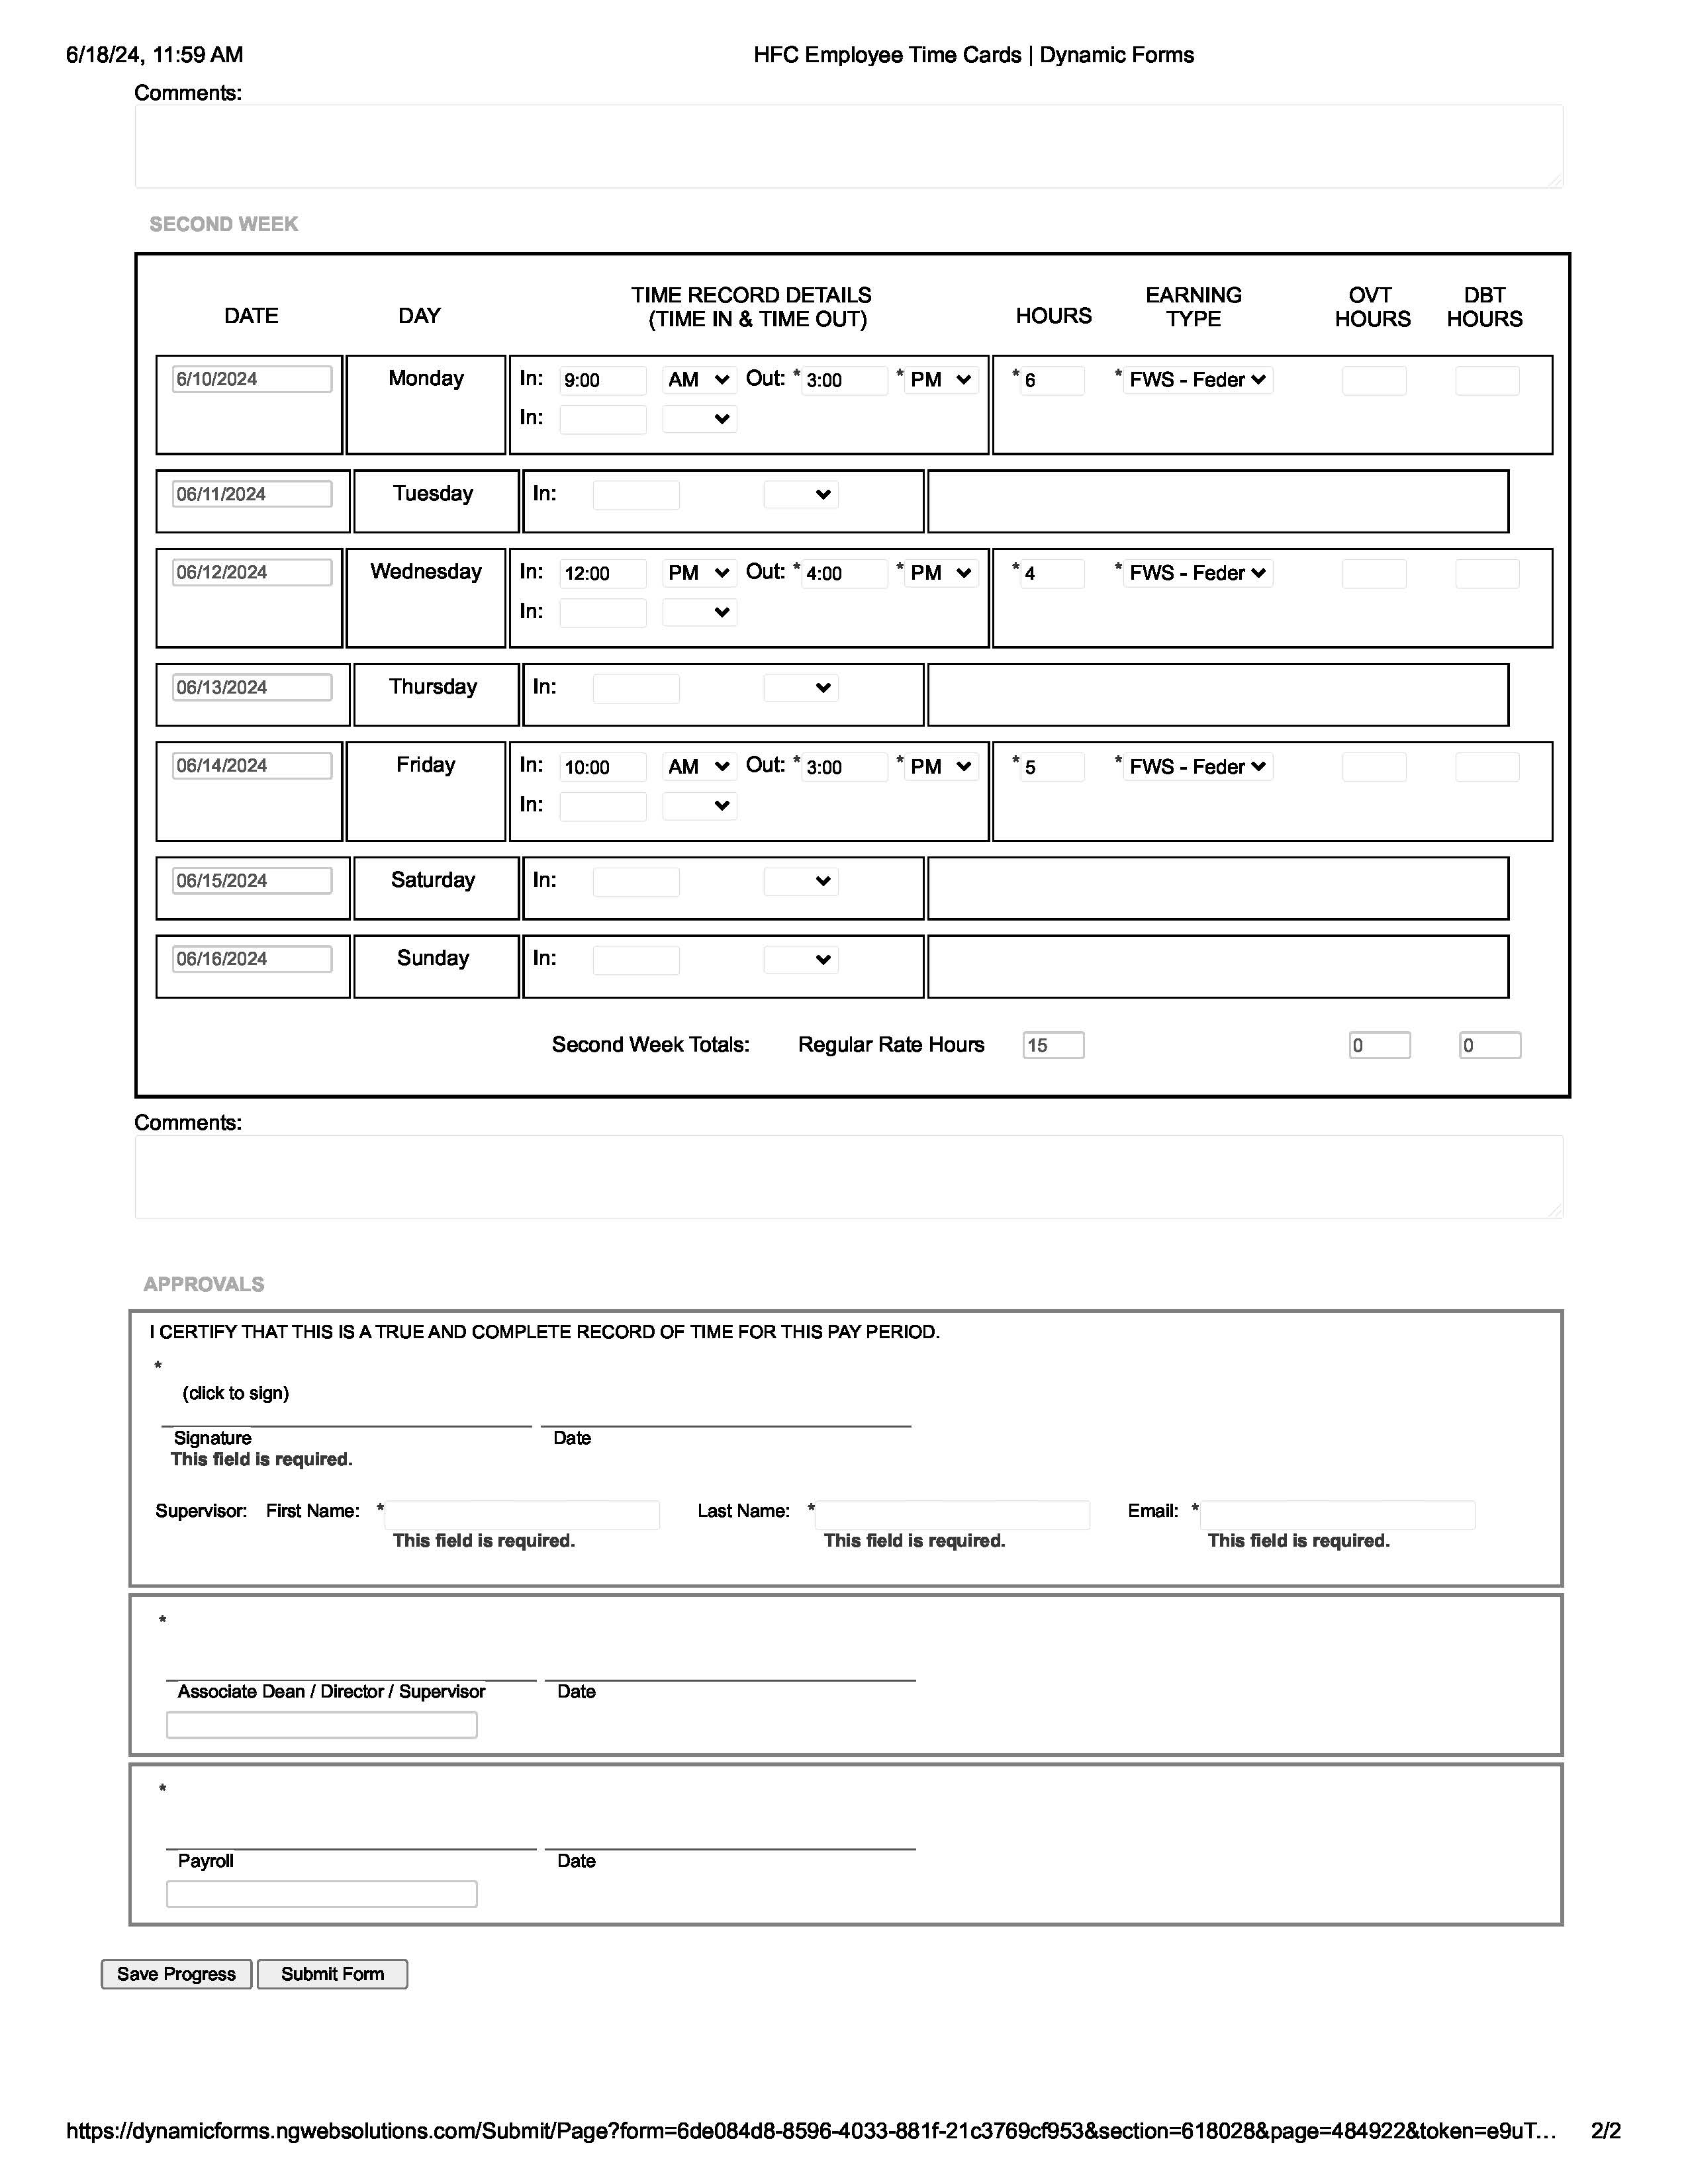 6/18/24, 11:59 AM HFC Employee Time Cards | Dynamic Forms
Comments:
SECOND WEEK
DATE DAY TIME RECORD DETAILS (TIME IN & TIME OUT) HOURS EARNING TYPE OVT HOURS DBT HOURS
6/10/2024 Monday In: 9:00 AM Out: * 3:00 * PM * 6 * FWS - Feder
In:
06/11/2024 Tuesday In:
06/12/2024 Wednesday In: 12:00 PM Out: * 4:00 * PM * 4 * FWS - Feder
In:
06/13/2024 Thursday In:
06/14/2024 Friday In: 10:00 AM Out: * 3:00 * PM * 5 * FWS - Feder
In:
06/15/2024 Saturday In:
06/16/2024 Sunday In:
Second Week Totals: Regular Rate Hours 15 0 0
Comments:
APPROVALS
I CERTIFY THAT THIS IS A TRUE AND COMPLETE RECORD OF TIME FOR THIS PAY PERIOD.
*
(click to sign)
Signature Date
This field is required.
Supervisor: First Name: * Last Name: * Email: *
This field is required. This field is required. This field is required.
*
Associate Dean / Director / Supervisor Date
*
Payroll Date
Save Progress Submit Form
https://dynamicforms.ngwebsolutions.com/Submit/Page?form=6de084d8-8596-4033-881f-21c3769cf953&section=618028&page=484922&token=e9uT… 2/2